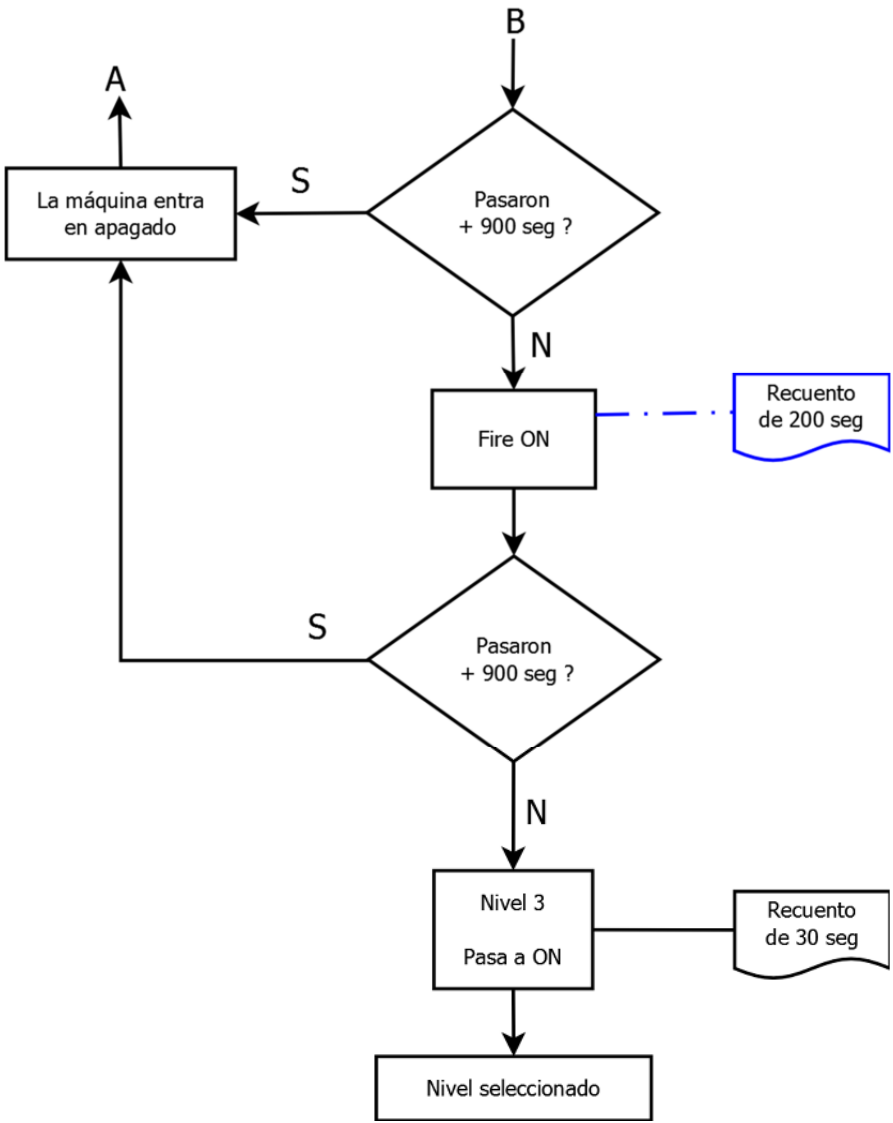 B
A
S
La máquina entra
en apagado
Pasaron
+ 900 seg ?
N
Fire ON
Recuento
de 200 seg
S
Pasaron
+ 900 seg ?
N
Nivel 3
Pasa a ON
Recuento
de 30 seg
Nivel seleccionado